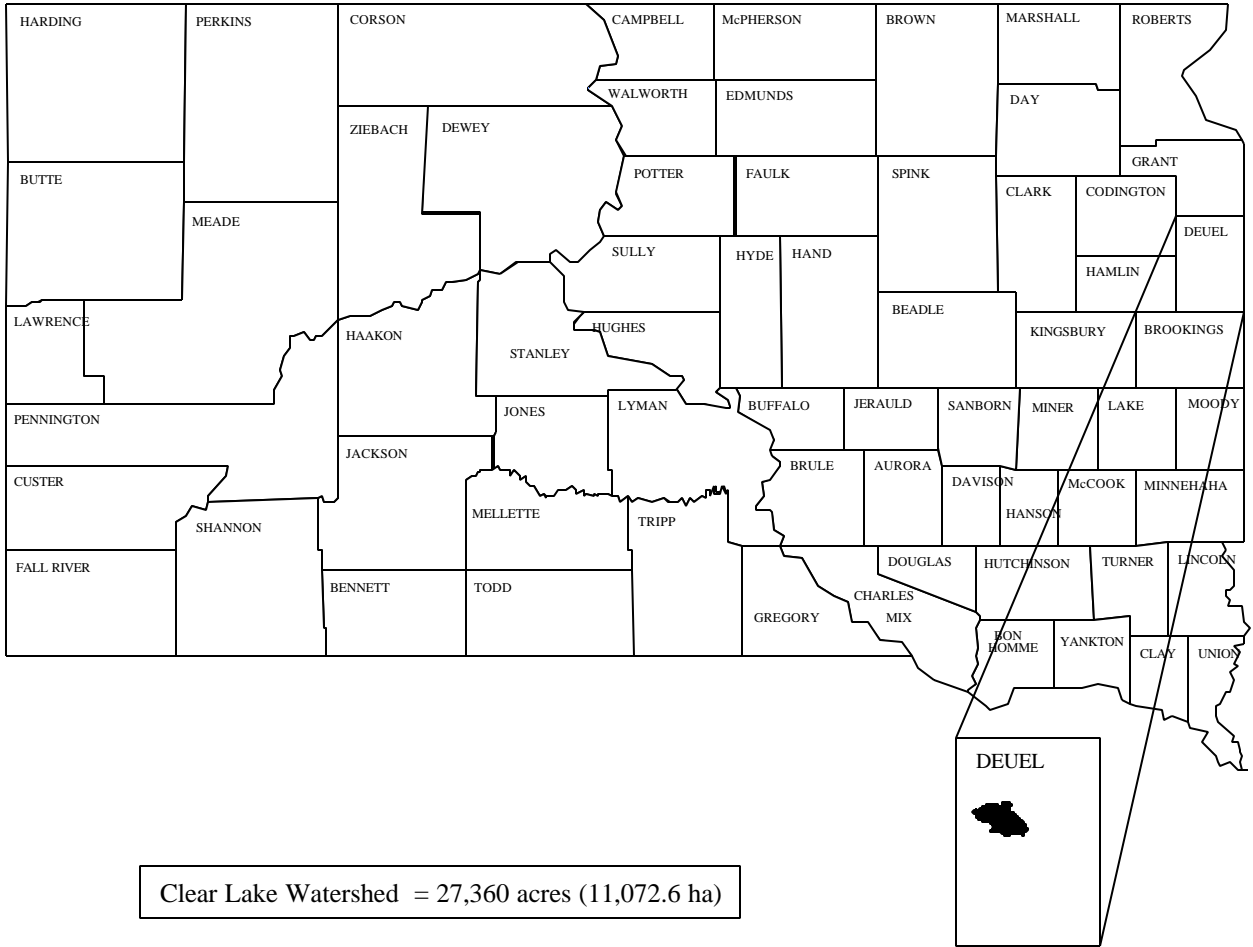 HARDING
PERKINS
CORSON
CAMPBELL
McPHERSON
BROWN
MARSHALL
ROBERTS
WALWORTH
EDMUNDS
DAY
ZIEBACH
DEWEY
GRANT
BUTTE
POTTER
FAULK
SPINK
CLARK
CODINGTON
MEADE
DEUEL
SULLY
HYDE
HAND
HAMLIN
LAWRENCE
HAAKON
HUGHES
BEADLE
KINGSBURY
BROOKINGS
STANLEY
PENNINGTON
JONES
LYMAN
BUFFALO
JERAULD
SANBORN
MINER
LAKE
MOODY
JACKSON
CUSTER
BRULE
AURORA
DAVISON
McCOOK
MINNEHAHA
SHANNON
MELLETTE
TRIPP
HANSON
FALL RIVER
BENNETT
TODD
DOUGLAS
HUTCHINSON
TURNER
LINCOLN
GREGORY
CHARLES
MIX
BON
HOMME
YANKTON
CLAY
UNION
DEUEL
Clear Lake Watershed = 27,360 acres (11,072.6 ha)